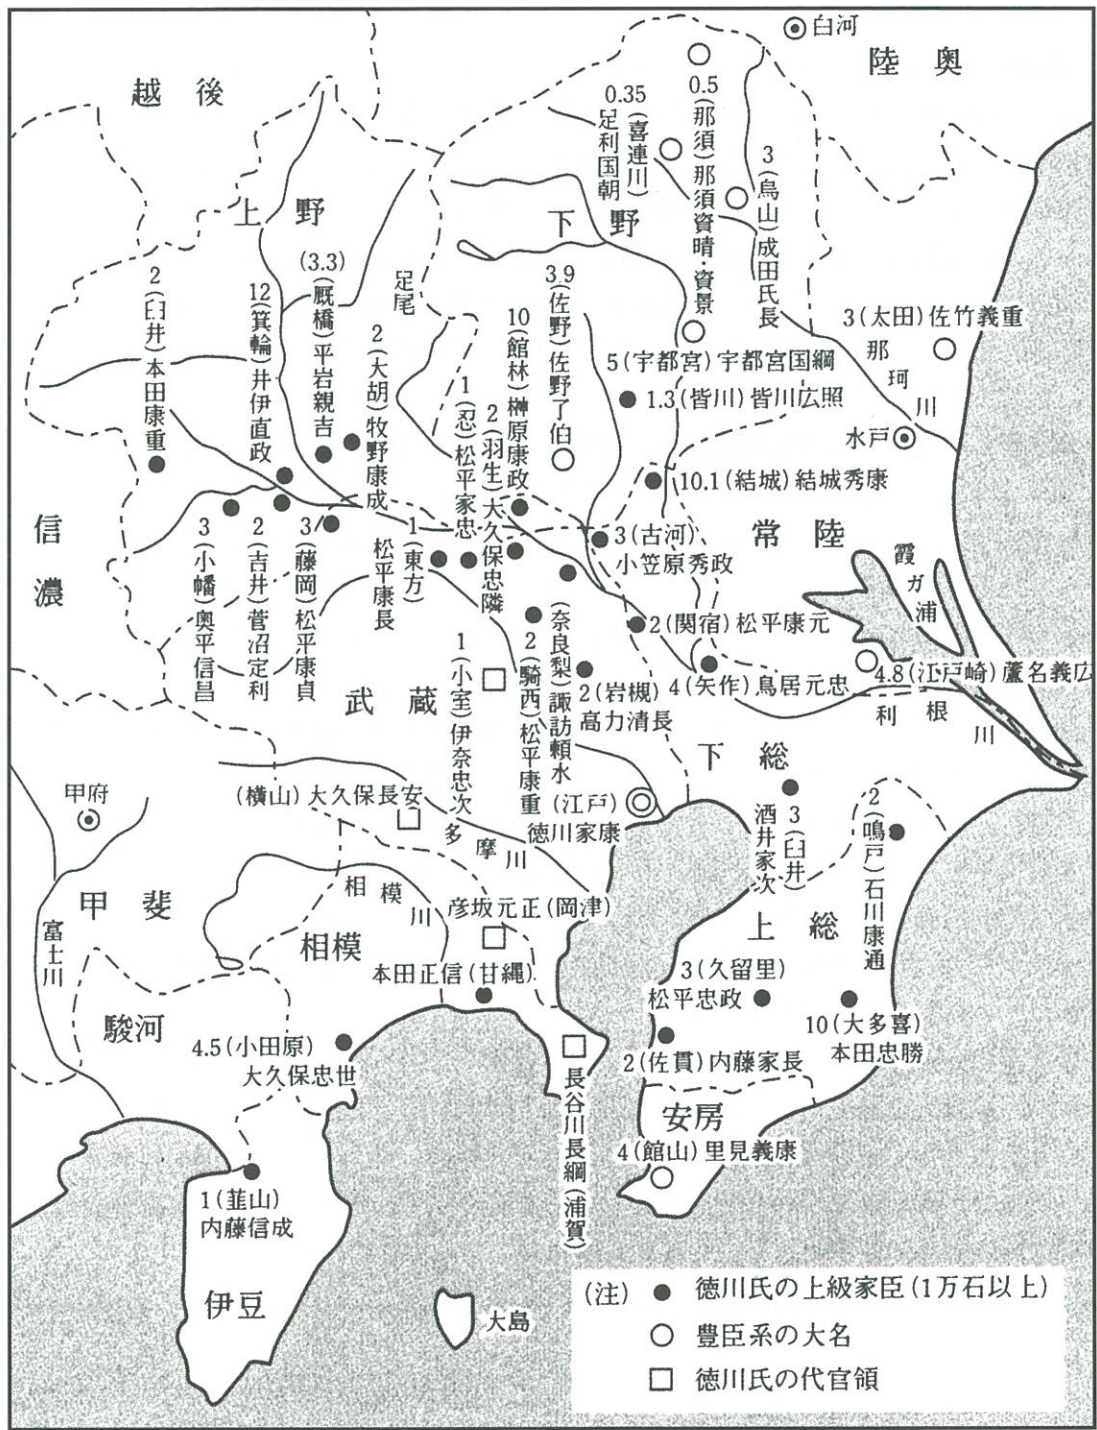 白河
陸奥
越後
0.5(那須)那須資晴・資景
0.35(喜連川)
足利国朝
3(烏山)成田氏長
上野
下野
足尾
2(臼井)本田康重
12(箕輪)井伊直政
(3.3)(厩橋)平岩親吉
2(大胡)牧野康成
1(忍)松平家忠
2(羽生)大久保忠隣
10(館林)榊原康政
3.9(佐野)佐野了伯
3(太田)佐竹義重
那珂川
5(宇都宮)宇都宮国綱
1.3(皆川)皆川広照
水戸
10.1(結城)結城秀康
常陸
信濃
3(小幡)奥平信昌
2(吉井)菅沼定利
3(藤岡)松平康貞
1(東方)
松平康長
3(古河)
小笠原秀政
霞ガ浦
2(関宿)松平康元
(奈良梨)諏訪頼水
2(騎西)松平康重
1(小室)伊奈忠次
武蔵
2(岩槻)
高力清長
4(矢作)鳥居元忠
4.8(江戸崎)蘆名義広
利根川
下総
甲府
(横山)大久保長安
多摩川
(江戸)
徳川家康
3(臼井)
酒井家次
2(鳴戸)石川康通
甲斐
富士川
相模川
相模
彦坂元正(岡津)
本田正信(甘縄)
上総
3(久留里)
松平忠政
10(大多喜)
本田忠勝
駿河
4.5(小田原)
大久保忠世
2(佐貫)内藤家長
長谷川長綱(浦賀)
安房
4(館山)里見義康
1(韮山)
内藤信成
伊豆
大島
(注) ● 徳川氏の上級家臣(1万石以上)
○ 豊臣系の大名
□ 徳川氏の代官領